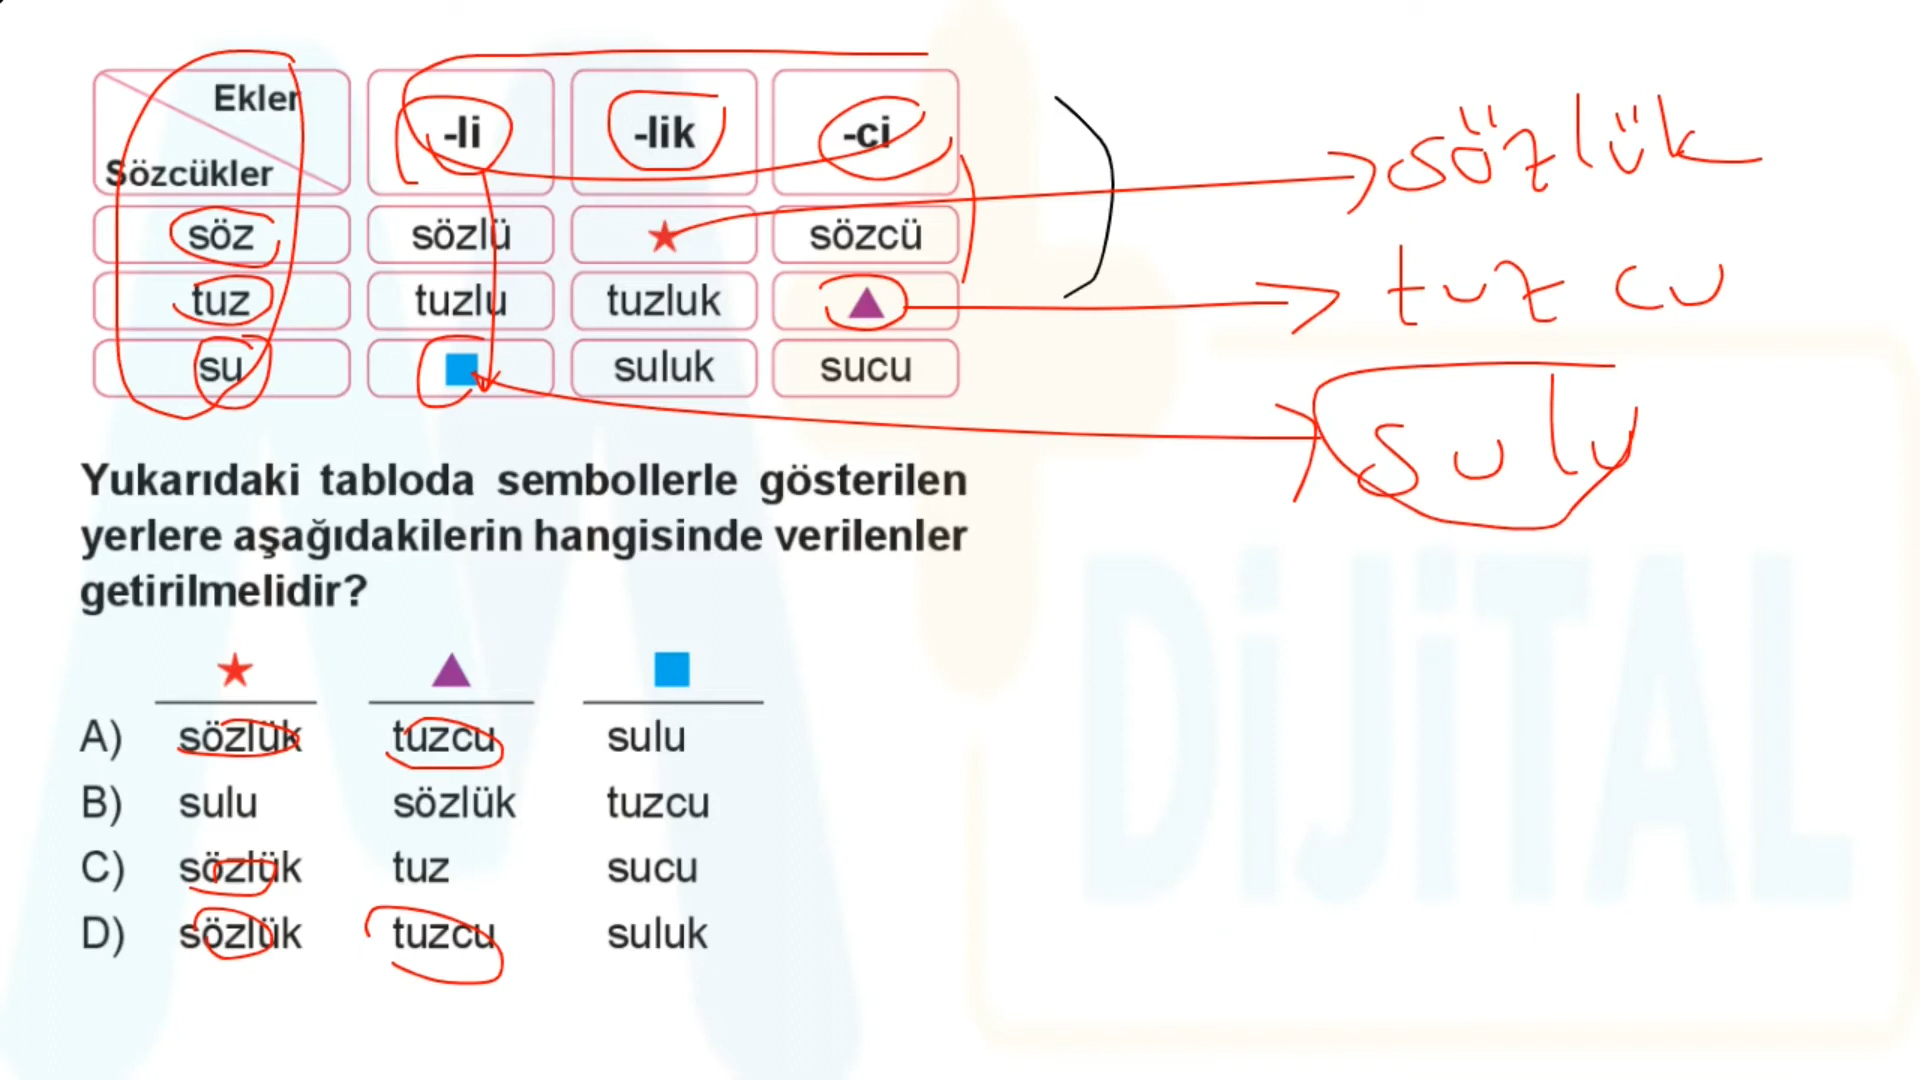 Ekler
Sözcükler
-li -lik -ci
söz sözlü sözcü
tuz tuzlu tuzluk
su suluk sucu
sözlük
tuzcu
sulu
Yukarıdaki tabloda sembollerle gösterilen
yerlere aşağıdakilerin hangisinde verilenler
getirilmelidir?
A) sözlük tuzcu sulu
B) sulu sözlük tuzcu
C) sözlük tuz sucu
D) sözlük tuzcu suluk
DİJİTAL